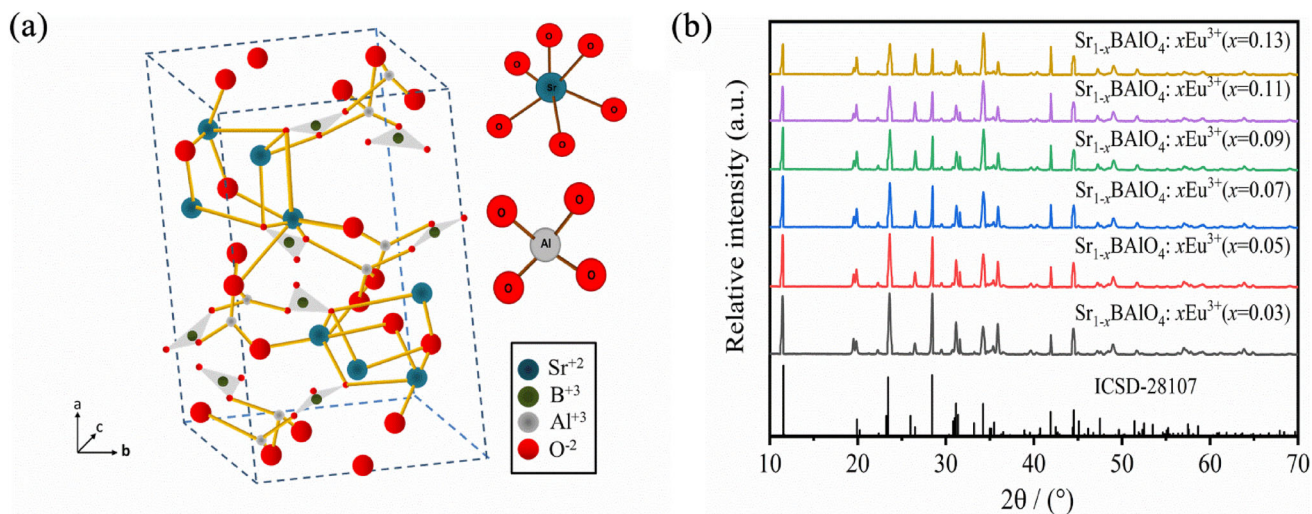 (a)
O
O
O
O
Sr
O
O
O
O
O
Al
O
O
Sr+2
B+3
Al+3
O-2
a
c
b
(b)
Relative intensity (a.u.)
Sr1-xBAlO4: xEu3+(x=0.13)
Sr1-xBAlO4: xEu3+(x=0.11)
Sr1-xBAlO4: xEu3+(x=0.09)
Sr1-xBAlO4: xEu3+(x=0.07)
Sr1-xBAlO4: xEu3+(x=0.05)
Sr1-xBAlO4: xEu3+(x=0.03)
ICSD-28107
10 20 30 40 50 60 70
2θ / (°)